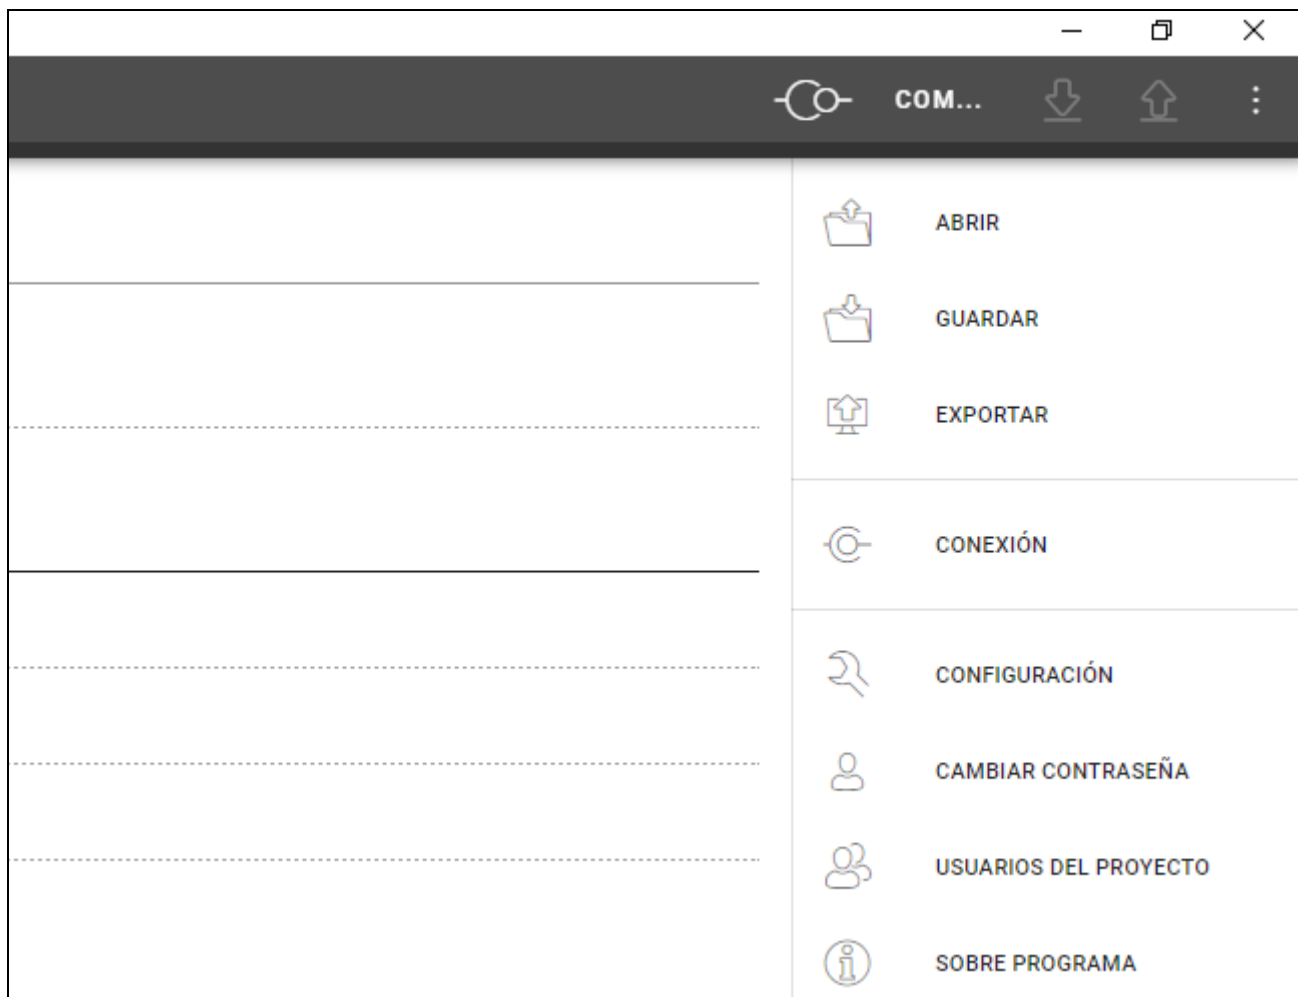 COM...
ABRIR
GUARDAR
EXPORTAR
CONEXIÓN
CONFIGURACIÓN
CAMBIAR CONTRASEÑA
USUARIOS DEL PROYECTO
SOBRE PROGRAMA